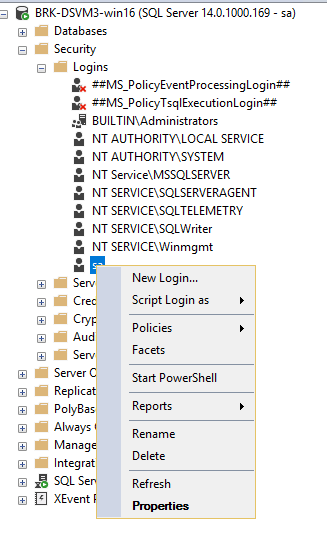 BRK-DSVM3-win16 (SQL Server 14.0.1000.169 - sa)
Databases
Security
Logins
##MS_PolicyEventProcessingLogin##
##MS_PolicyTsqlExecutionLogin##
BUILTIN\Administrators
NT AUTHORITY\LOCAL SERVICE
NT AUTHORITY\SYSTEM
NT Service\MSSQLSERVER
NT SERVICE\SQLSERVERAGENT
NT SERVICE\SQLTELEMETRY
NT SERVICE\SQLWriter
NT SERVICE\Winmgmt
sa
New Login...
Script Login as
Policies
Facets
Start PowerShell
Reports
Rename
Delete
Refresh
Properties
Serve
Cred
Cryp
Audi
Serve
Server O
Replicat
PolyBas
Always O
Manage
Integrat
SQL Serv
XEvent P